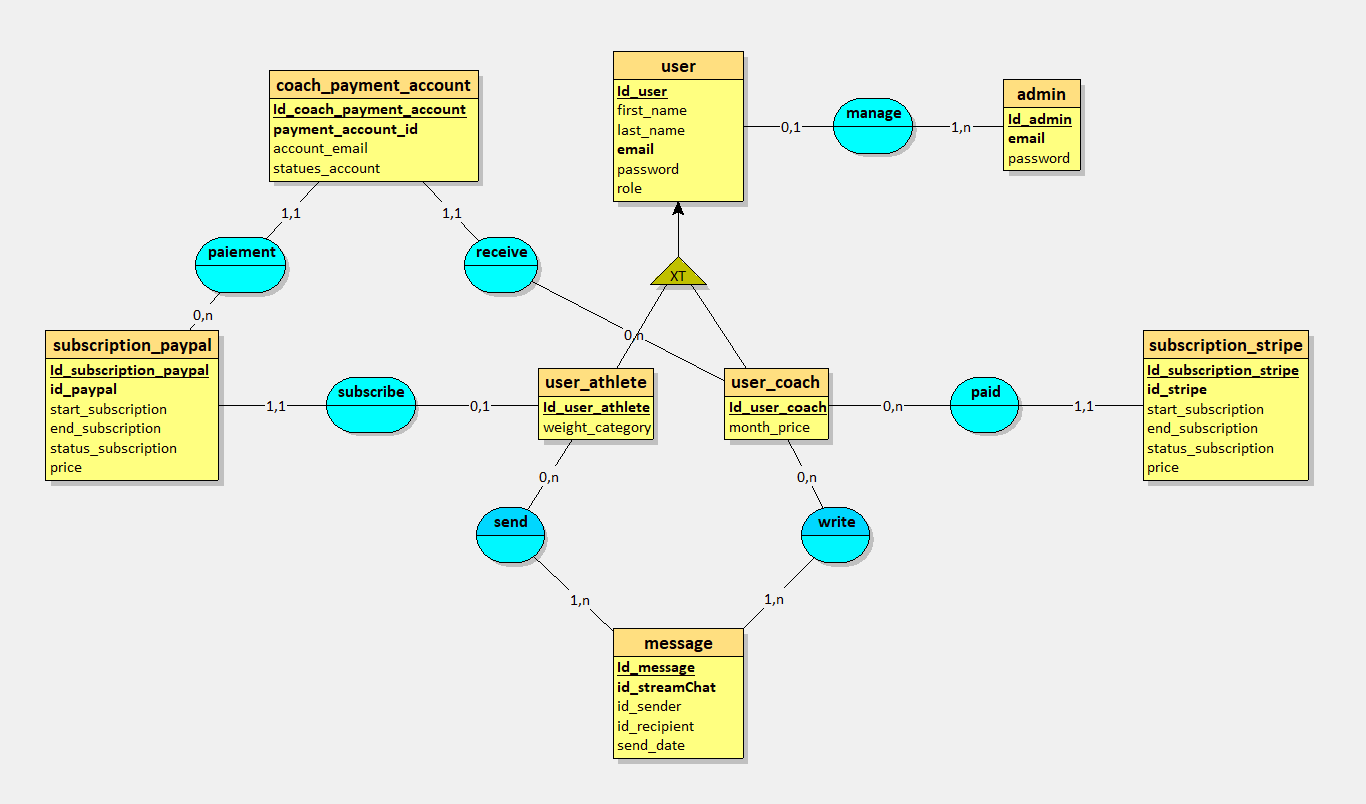 coach_payment_account
Id_coach_payment_account
payment_account_id
account_email
statues_account
user
Id_user
first_name
last_name
email
password
role
0,1
manage
1,n
admin
Id_admin
email
password
1,1
1,1
paiement
receive
XT
0,n
0,n
subscription_paypal
Id_subscription_paypal
id_paypal
start_subscription
end_subscription
status_subscription
price
1,1
subscribe
0,1
user_athlete
Id_user_athlete
weight_category
user_coach
Id_user_coach
month_price
0,n
paid
1,1
subscription_stripe
Id_subscription_stripe
id_stripe
start_subscription
end_subscription
status_subscription
price
0,n
0,n
send
write
1,n
1,n
message
Id_message
id_streamChat
id_sender
id_recipient
send_date